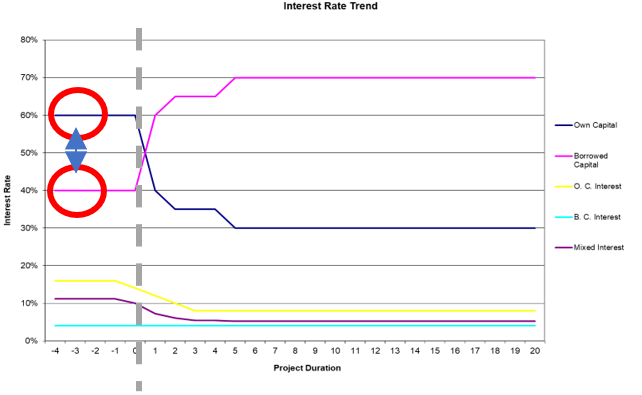 Interest Rate Trend
80%
70%
60%
50%
40%
30%
20%
10%
0%
Interest Rate
-4 -3 -2 -1 0 1 2 3 4 5 6 7 8 9 10 11 12 13 14 15 16 17 18 19 20
Project Duration
Own Capital
Borrowed
Capital
O. C. Interest
B. C. Interest
Mixed Interest